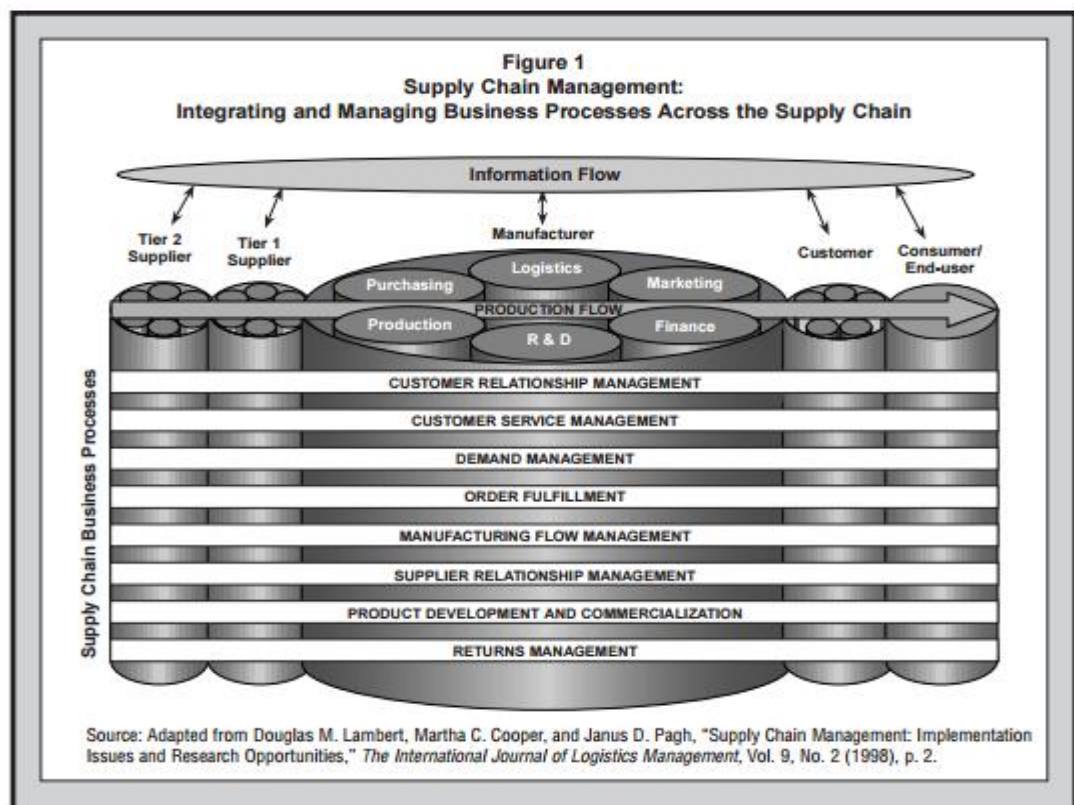 Figure 1
Supply Chain Management:
Integrating and Managing Business Processes Across the Supply Chain
Information Flow
Tier 2
Supplier
Tier 1
Supplier
Manufacturer
Customer
Consumer/
End-user
Logistics
Purchasing
Marketing
PRODUCTION FLOW
Production
R & D
Finance
Supply Chain Business Processes
CUSTOMER RELATIONSHIP MANAGEMENT
CUSTOMER SERVICE MANAGEMENT
DEMAND MANAGEMENT
ORDER FULFILLMENT
MANUFACTURING FLOW MANAGEMENT
SUPPLIER RELATIONSHIP MANAGEMENT
PRODUCT DEVELOPMENT AND COMMERCIALIZATION
RETURNS MANAGEMENT
Source: Adapted from Douglas M. Lambert, Martha C. Cooper, and Janus D. Pagh, "Supply Chain Management: Implementation
Issues and Research Opportunities," The International Journal of Logistics Management, Vol. 9, No. 2 (1998), p. 2.